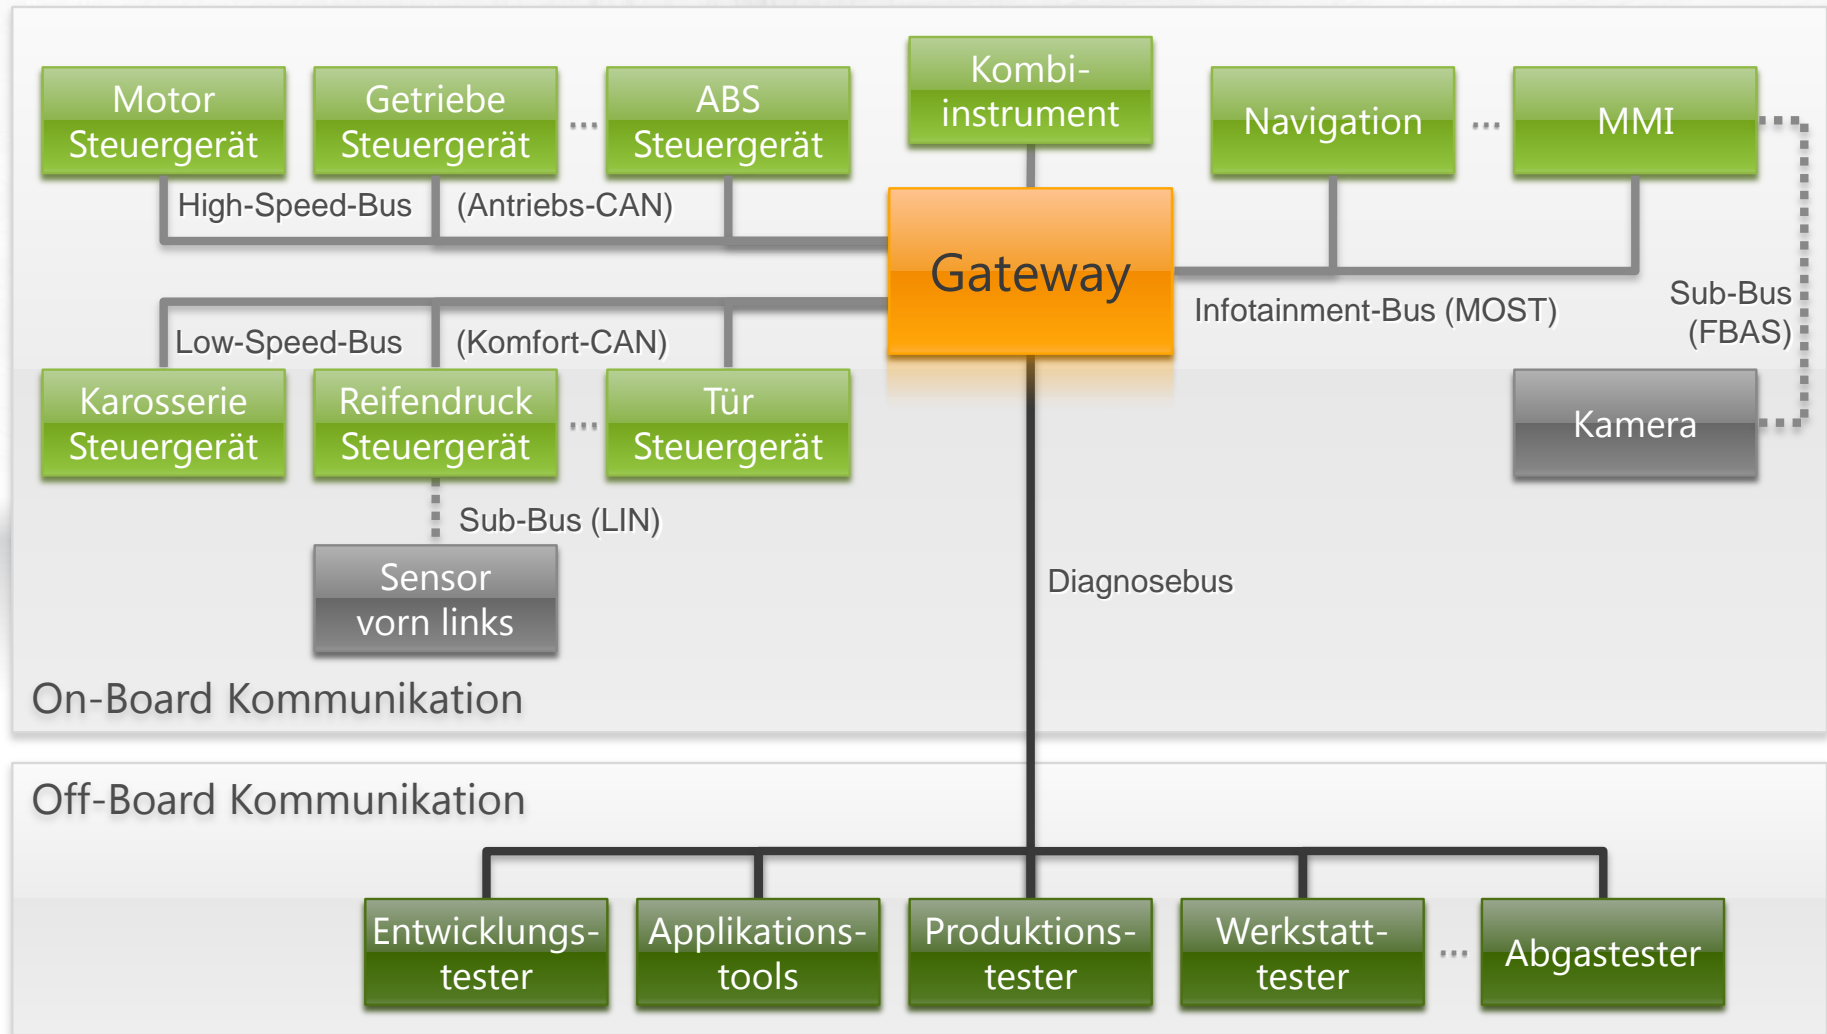 Motor
Steuergerät
Getriebe
Steuergerät
...
ABS
Steuergerät
Kombi-
instrument
Navigation
...
MMI
High-Speed-Bus (Antriebs-CAN)
Gateway
Infotainment-Bus (MOST)
Sub-Bus
(FBAS)
Low-Speed-Bus (Komfort-CAN)
Karosserie
Steuergerät
Reifendruck
Steuergerät
...
Tür
Steuergerät
Kamera
Sub-Bus (LIN)
Sensor
vorn links
Diagnosebus
On-Board Kommunikation
Off-Board Kommunikation
Entwicklungs-
tester
Applikations-
tools
Produktions-
tester
Werkstatt-
tester
...
Abgastester